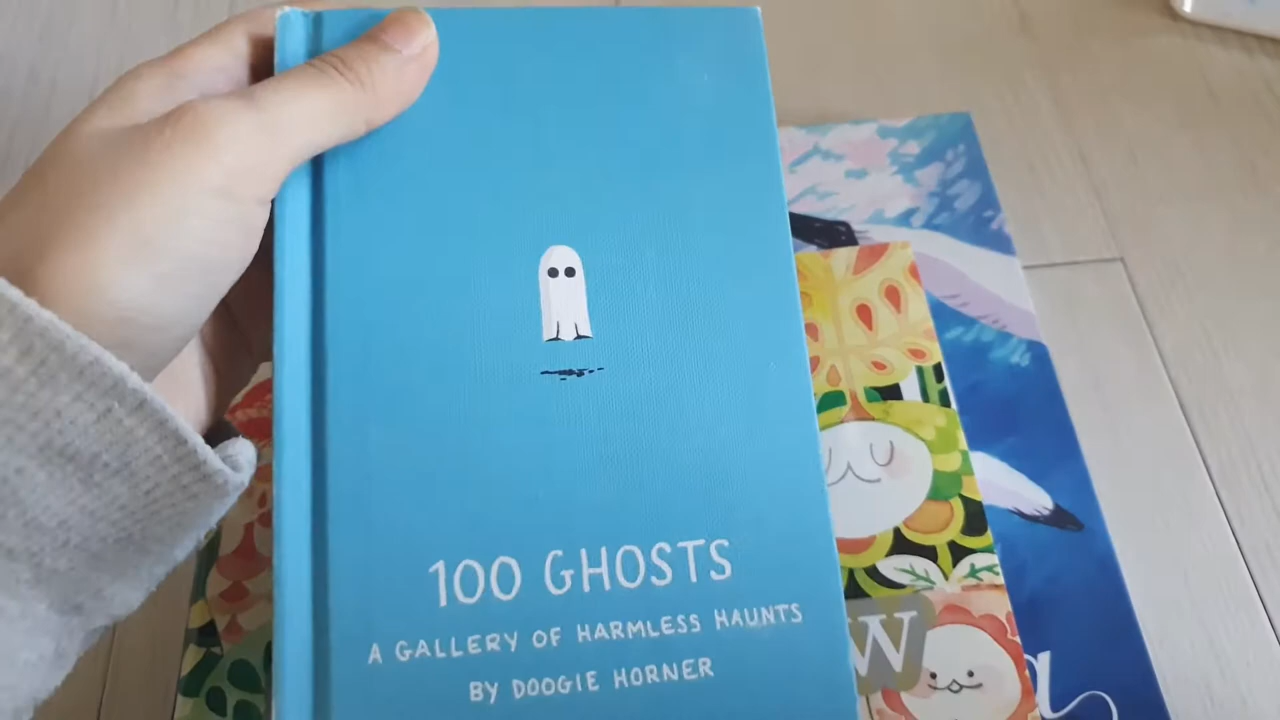 100 GHOSTS
A GALLERY OF HARMLESS HAUNTS
BY DOOGIE HORNER
W
a